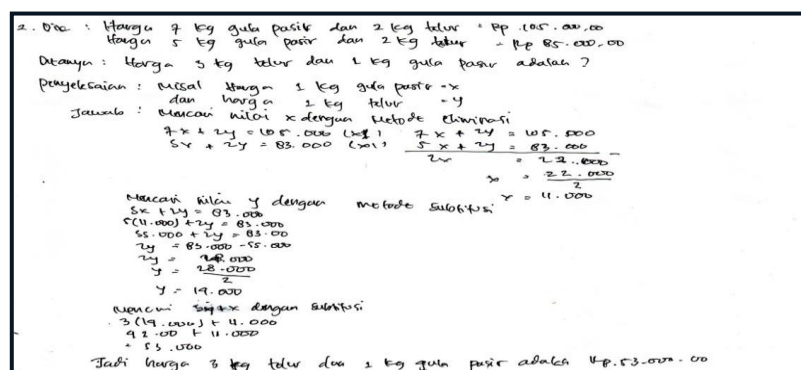 2. Dik : Harga 7 kg gula pasir dan 2 kg telur = Rp 105.000,00
Harga 5 kg gula pasir dan 2 kg telur = Rp 85.000,00
Ditanya : Harga 3 kg telur dan 1 kg gula pasir adalah ?
Penyelesaian : Misal Harga 1 kg gula pasir = x
dan harga 1 kg telur = y
Jawab : Mencari nilai x dengan Metode eliminasi
7x + 2y = 105.000 (x1) 7x + 2y = 105.000
5x + 2y = 83.000 (x1) 5x + 2y = 83.000 -
2x = 22.000
x = 22.000
2
x = 11.000
Mencari nilai y dengan metode substitusi
5x + 2y = 83.000
5(11.000) + 2y = 83.000
55.000 + 2y = 83.00
2y = 83.000 - 55.000
2y = 28.000
y = 28.000
2
y = 14.000
Mencari dengan substitusi
3(14.000) + 11.000
42.00 + 11.000
= 53.000
Jadi harga 3 kg telur dan 1 kg gula pasir adalah Rp.53.000.00